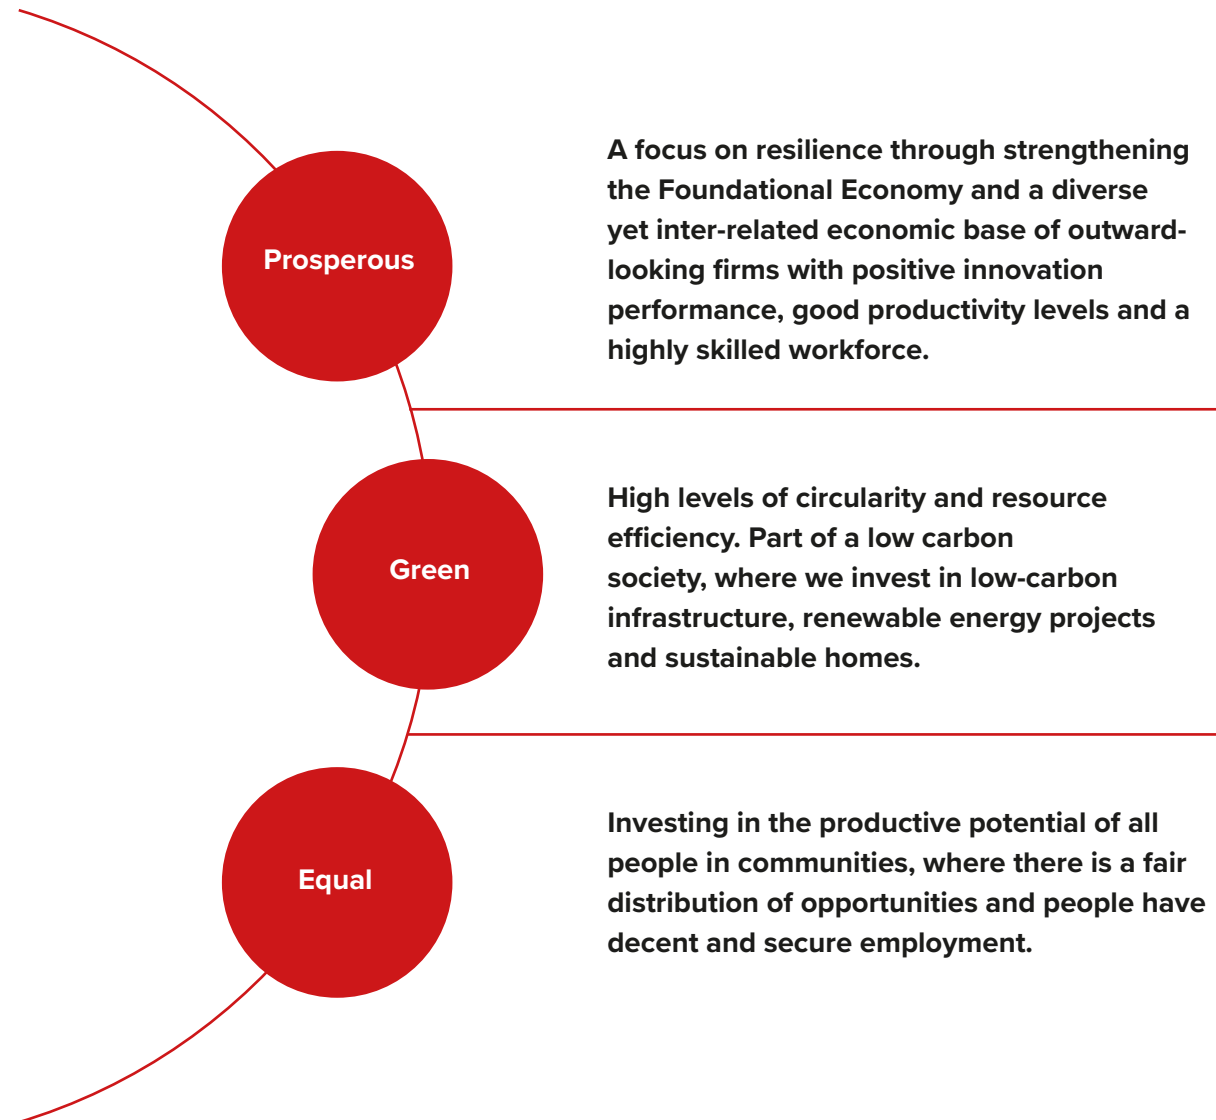 Prosperous
A focus on resilience through strengthening
the Foundational Economy and a diverse
yet inter-related economic base of outward-
looking firms with positive innovation
performance, good productivity levels and a
highly skilled workforce.
Green
High levels of circularity and resource
efficiency. Part of a low carbon
society, where we invest in low-carbon
infrastructure, renewable energy projects
and sustainable homes.
Equal
Investing in the productive potential of all
people in communities, where there is a fair
distribution of opportunities and people have
decent and secure employment.